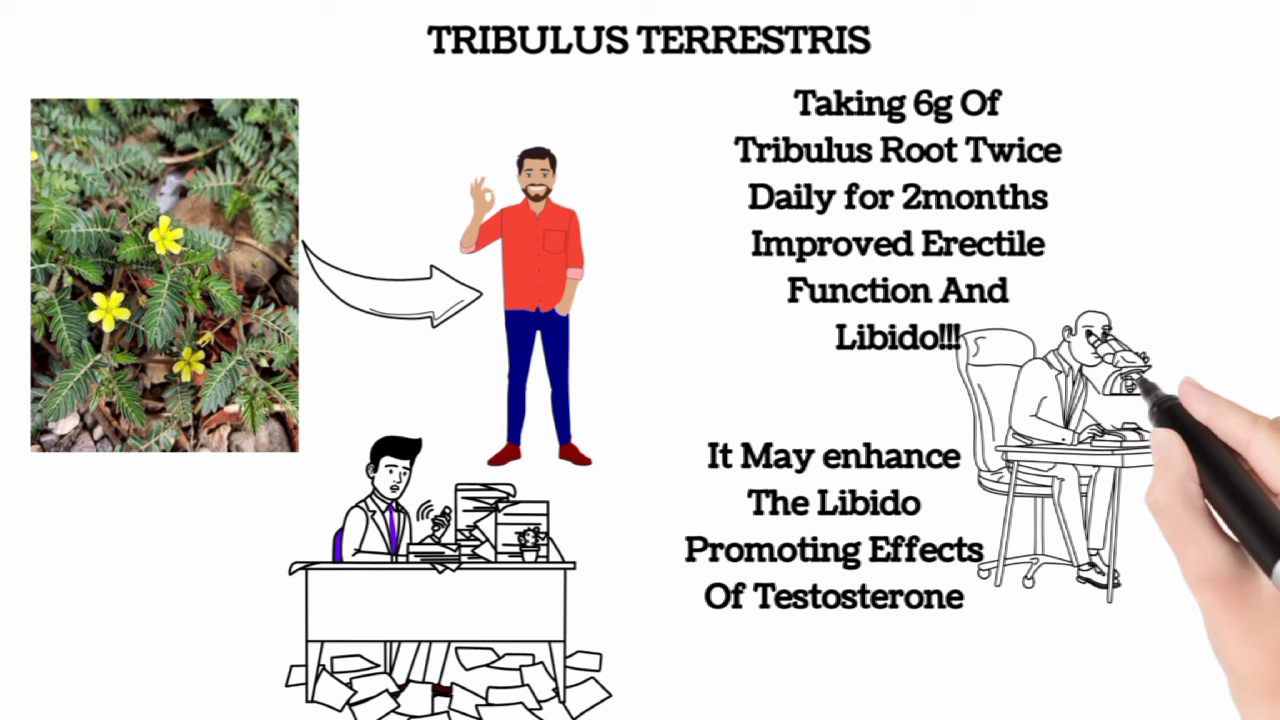 TRIBULUS TERRESTRIS
Taking 6g Of
Tribulus Root Twice
Daily for 2months
Improved Erectile
Function And
Libido!!!
It May enhance
The Libido
Promoting Effects
Of Testosterone